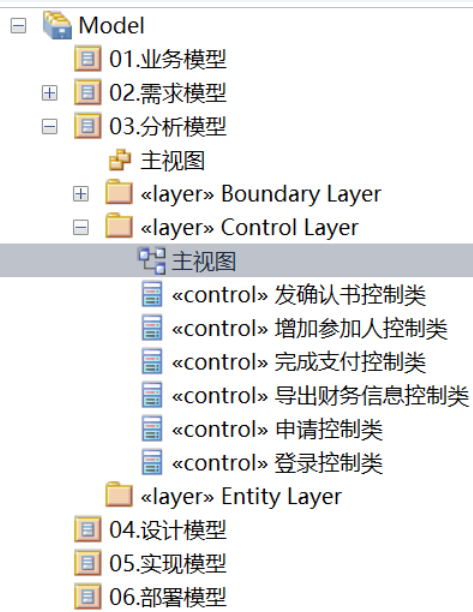 Model
01.业务模型
02.需求模型
03.分析模型
主视图
«layer» Boundary Layer
«layer» Control Layer
主视图
«control» 发确认书控制类
«control» 增加参加人控制类
«control» 完成支付控制类
«control» 导出财务信息控制类
«control» 申请控制类
«control» 登录控制类
«layer» Entity Layer
04.设计模型
05.实现模型
06.部署模型